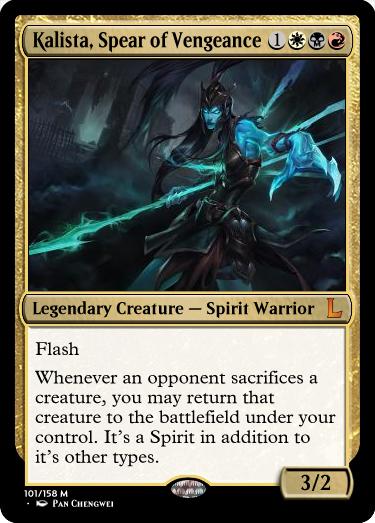 Kalista, Spear of Vengeance 1
Legendary Creature — Spirit Warrior L
Flash
Whenever an opponent sacrifices a
creature, you may return that
creature to the battlefield under your
control. It's a Spirit in addition to
it's other types.
3/2
101/158 M
· Pan Chengwei